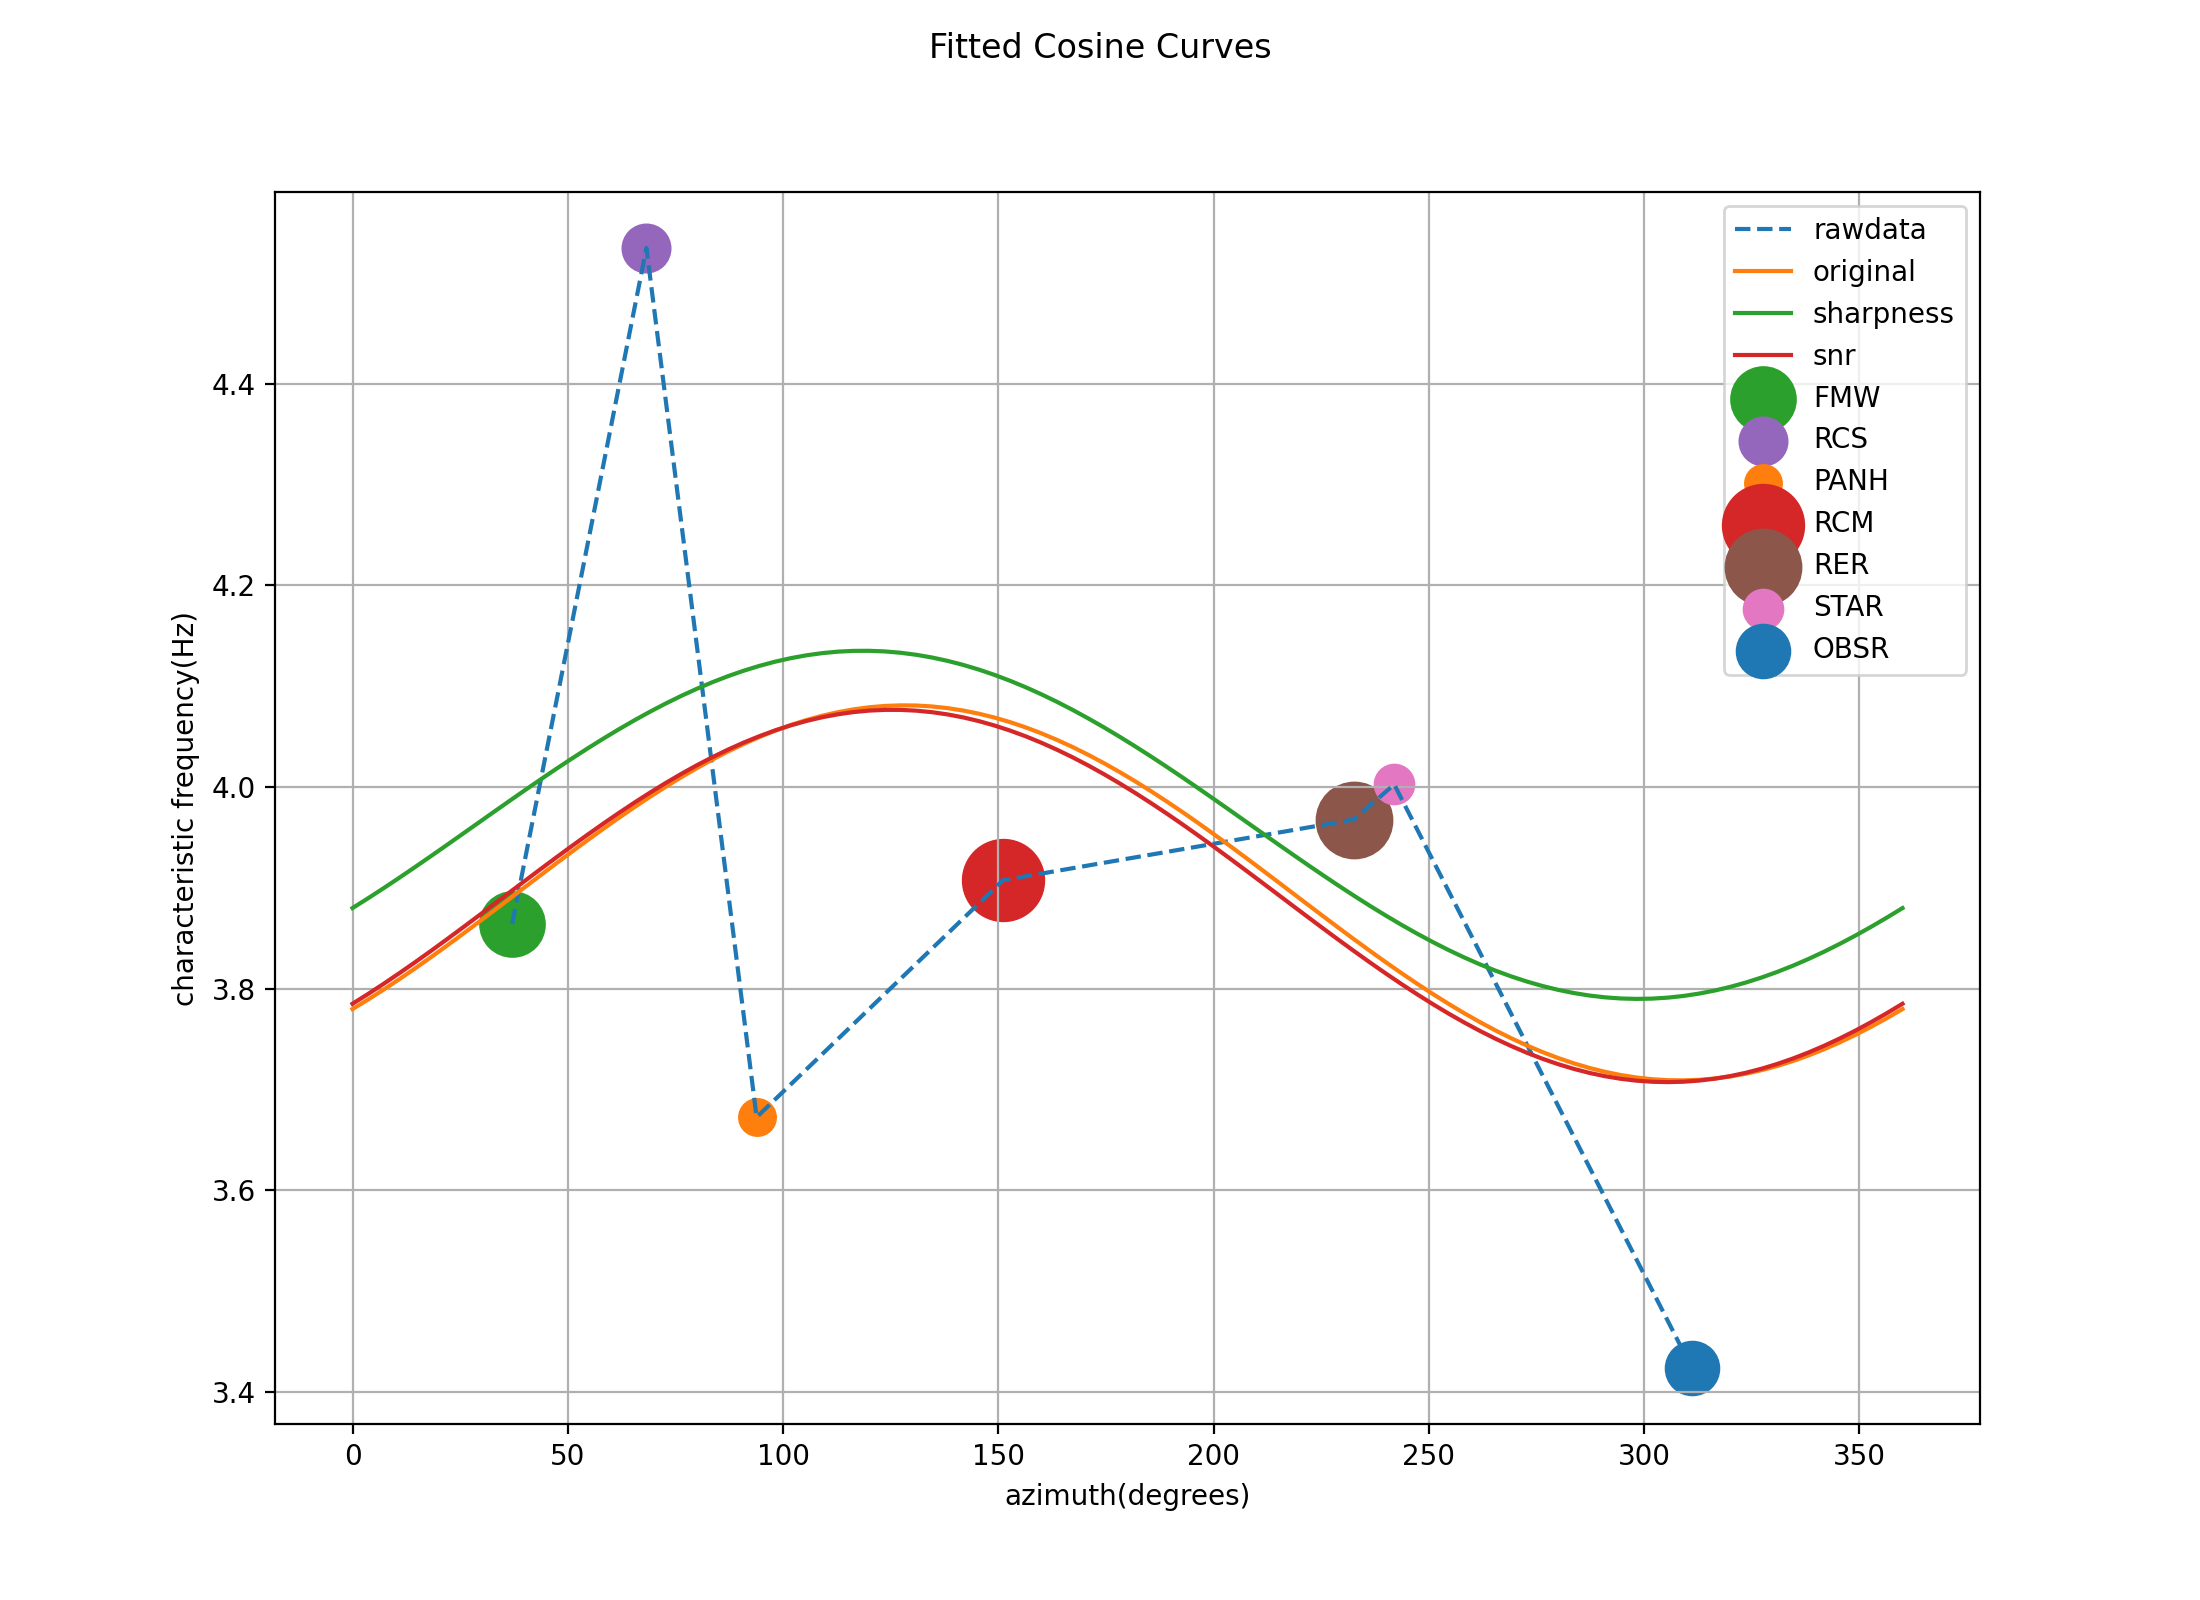 Fitted Cosine Curves
rawdata
original
sharpness
snr
FMW
RCS
PANH
RCM
RER
STAR
OBSR
characteristic frequency(Hz)
4.4
4.2
4.0
3.8
3.6
3.4
0 50 100 150 200 250 300 350
azimuth(degrees)